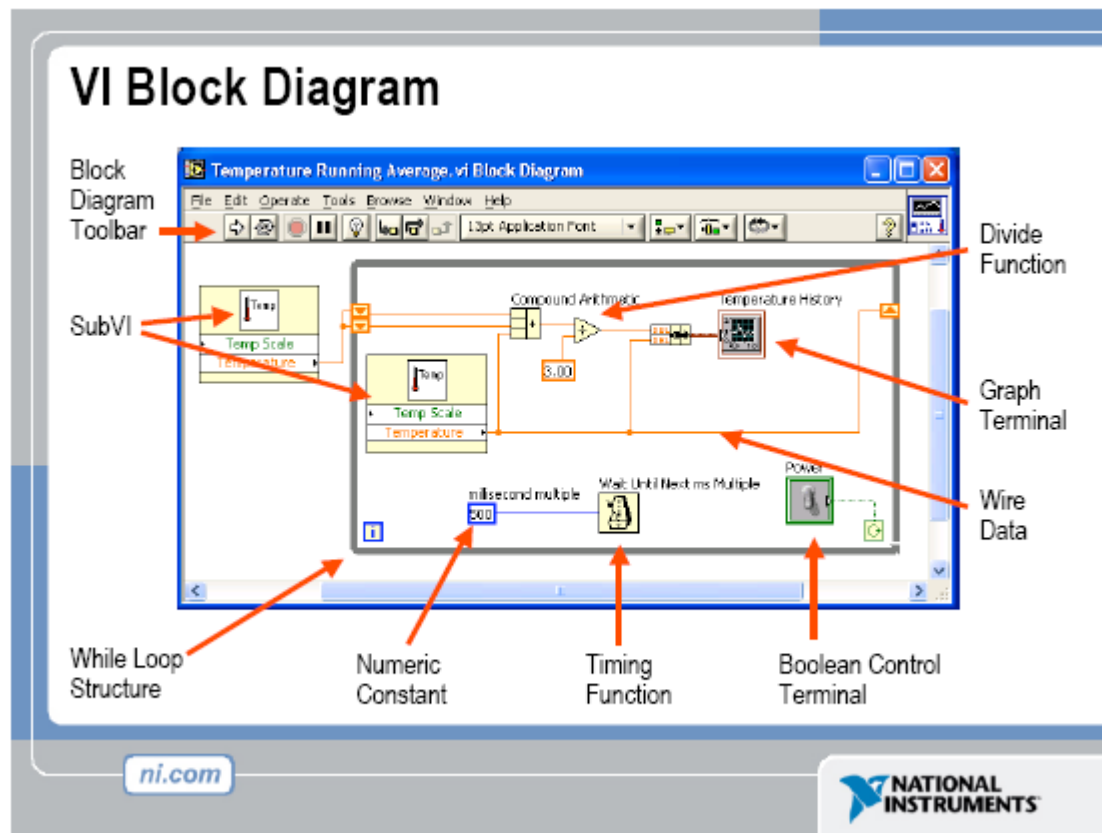 VI Block Diagram
Block
Diagram
Toolbar
Temperature Running Average.vi Block Diagram
File Edit Operate Tools Browse Window Help
13pt Application Font
Divide
Function
SubVI
Temp
Temp Scale
Temperature
Compound Arithmetic
Temperature History
3.00
Temp
Temp Scale
Temperature
Graph
Terminal
millisecond multiple
500
Wait Until Next ms Multiple
Power
i
Wire
Data
While Loop
Structure
Numeric
Constant
Timing
Function
Boolean Control
Terminal
ni.com
NATIONAL
INSTRUMENTS